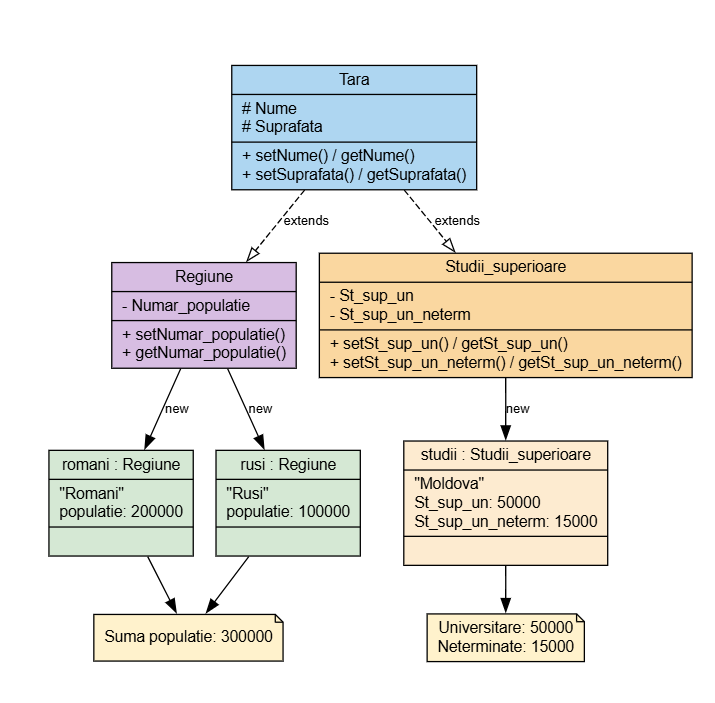 Tara
# Nume
# Suprafata
+ setNume() / getNume()
+ setSuprafata() / getSuprafata()
extends
extends
Regiune
- Numar_populatie
+ setNumar_populatie()
+ getNumar_populatie()
Studii_superioare
- St_sup_un
- St_sup_un_neterm
+ setSt_sup_un() / getSt_sup_un()
+ setSt_sup_un_neterm() / getSt_sup_un_neterm()
new
new
new
romani : Regiune
"Romani"
populatie: 200000
rusi : Regiune
"Rusi"
populatie: 100000
studii : Studii_superioare
"Moldova"
St_sup_un: 50000
St_sup_un_neterm: 15000
Suma populatie: 300000
Universitare: 50000
Neterminate: 15000